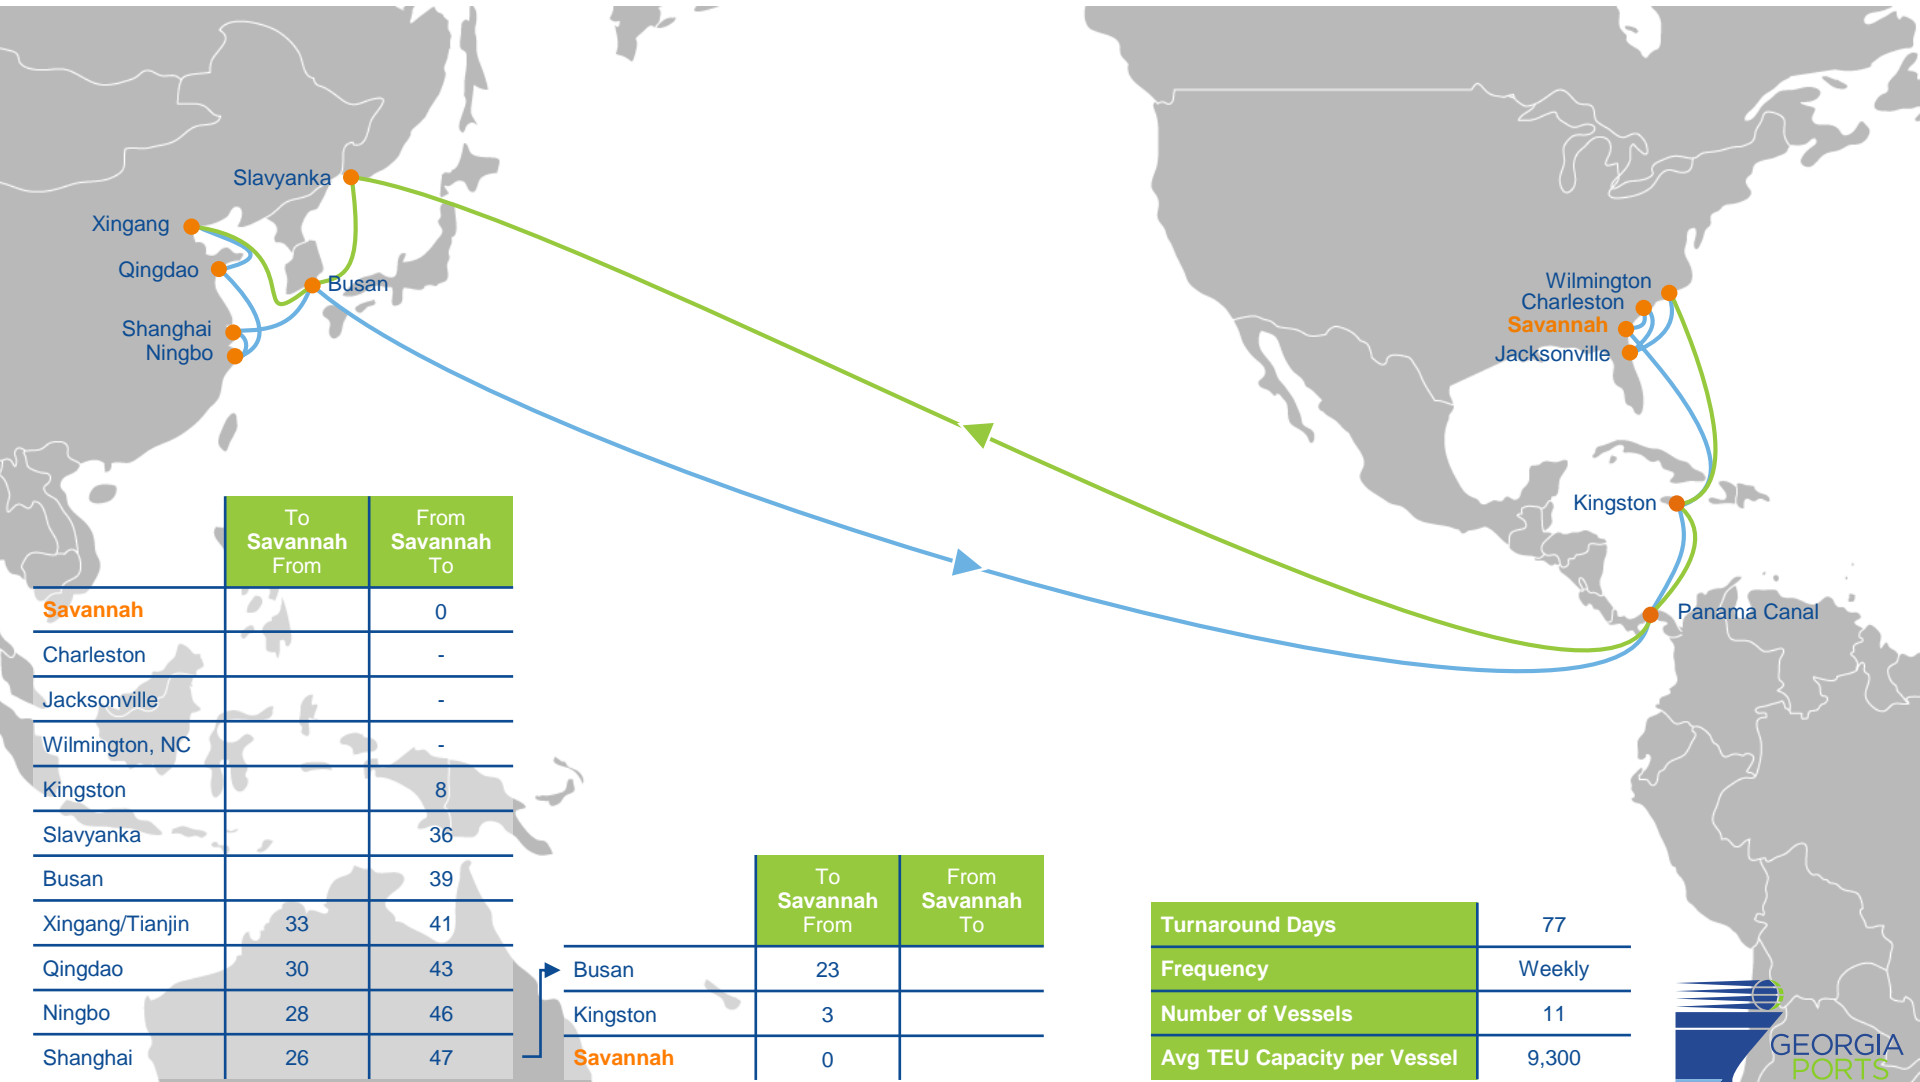 Slavyanka
Xingang
Qingdao
Busan
Shanghai
Ningbo
Wilmington
Charleston
Savannah
Jacksonville
Kingston
Panama Canal
To Savannah From
From Savannah To
Savannah 0
Charleston -
Jacksonville -
Wilmington, NC -
Kingston 8
Slavyanka 36
Busan 39
Xingang/Tianjin 33 41
Qingdao 30 43
Ningbo 28 46
Shanghai 26 47
To Savannah From
From Savannah To
Busan 23
Kingston 3
Savannah 0
Turnaround Days 77
Frequency Weekly
Number of Vessels 11
Avg TEU Capacity per Vessel 9,300
GEORGIA
PORTS